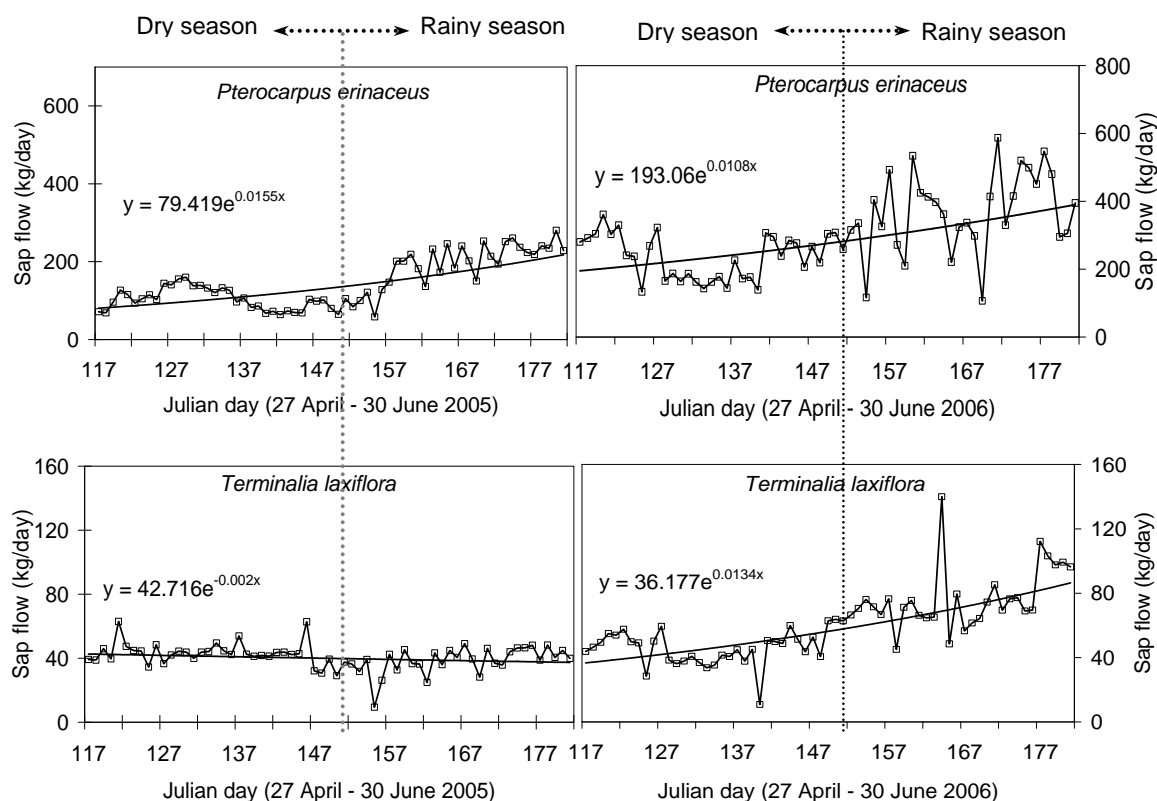 Dry season Rainy season
Dry season Rainy season
Pterocarpus erinaceus
y = 79.419e^0.0155x
Sap flow (kg/day)
600
400
200
0
117 127 137 147 157 167 177
Julian day (27 April - 30 June 2005)
Pterocarpus erinaceus
y = 193.06e^0.0108x
Sap flow (kg/day)
800
600
400
200
0
117 127 137 147 157 167 177
Julian day (27 April - 30 June 2006)
Terminalia laxiflora
y = 42.716e^-0.002x
Sap flow (kg/day)
160
120
80
40
0
117 127 137 147 157 167 177
Julian day (27 April - 30 June 2005)
Terminalia laxiflora
y = 36.177e^0.0134x
Sap flow (kg/day)
160
120
80
40
0
117 127 137 147 157 167 177
Julian day (27 April - 30 June 2006)